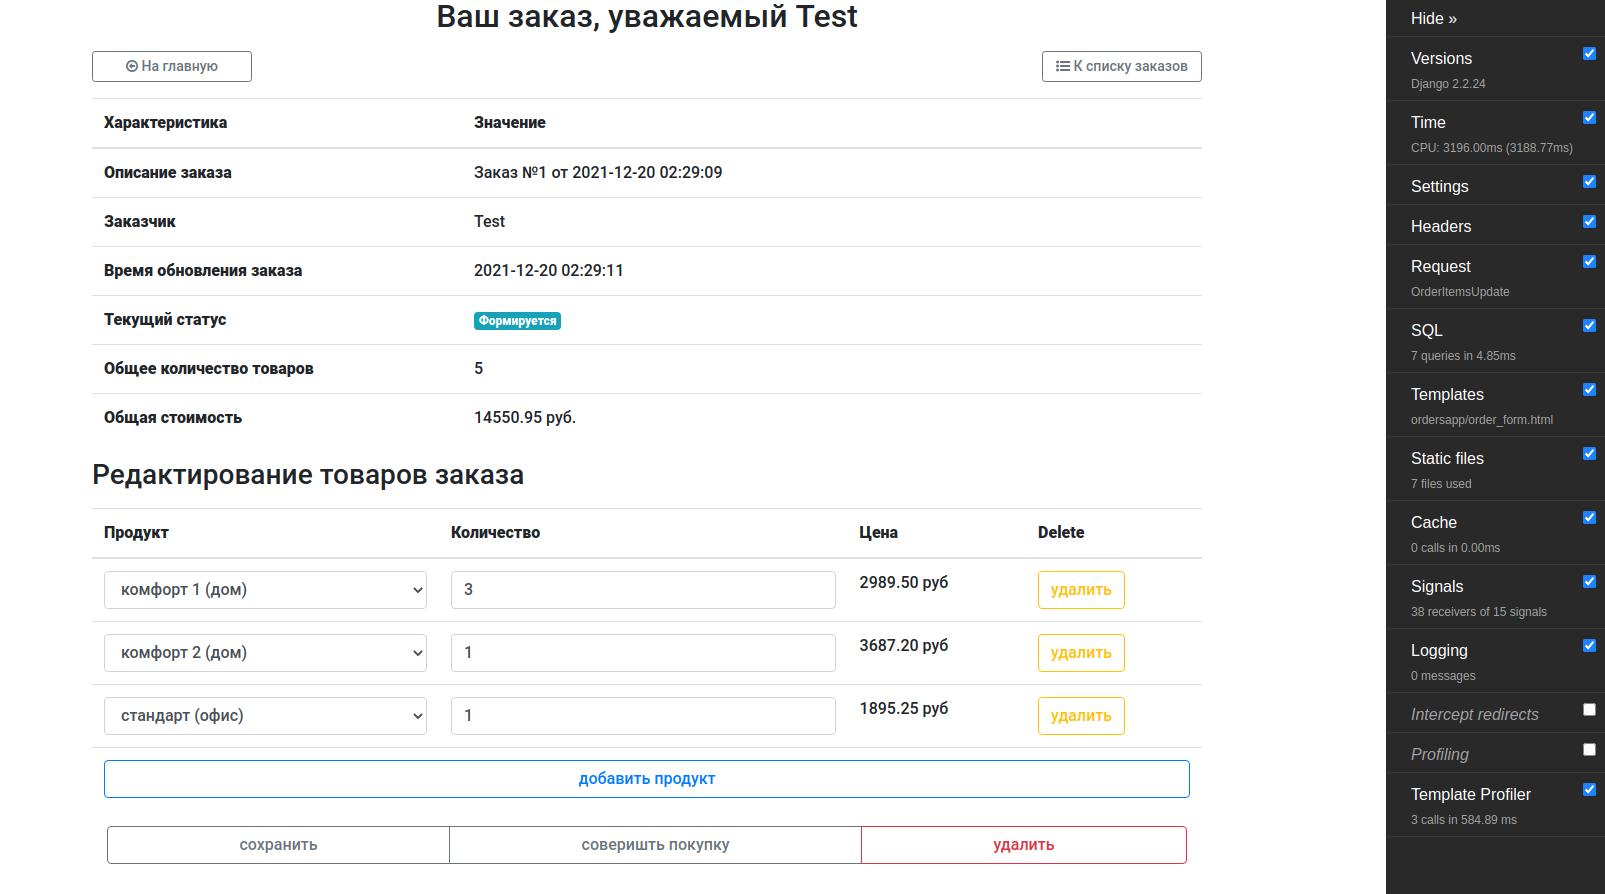 Ваш заказ, уважаемый Test
На главную
К списку заказов
Характеристика Значение
Описание заказа Заказ №1 от 2021-12-20 02:29:09
Заказчик Test
Время обновления заказа 2021-12-20 02:29:11
Текущий статус Формируется
Общее количество товаров 5
Общая стоимость 14550.95 руб.
Редактирование товаров заказа
Продукт Количество Цена Delete
комфорт 1 (дом) 3 2989.50 руб удалить
комфорт 2 (дом) 1 3687.20 руб удалить
стандарт (офис) 1 1895.25 руб удалить
добавить продукт
сохранить соверишть покупку удалить
Hide »
Versions
Django 2.2.24
Time
CPU: 3196.00ms (3188.77ms)
Settings
Headers
Request
OrderItemsUpdate
SQL
7 queries in 4.85ms
Templates
ordersapp/order_form.html
Static files
7 files used
Cache
0 calls in 0.00ms
Signals
38 receivers of 15 signals
Logging
0 messages
Intercept redirects
Profiling
Template Profiler
3 calls in 584.89 ms